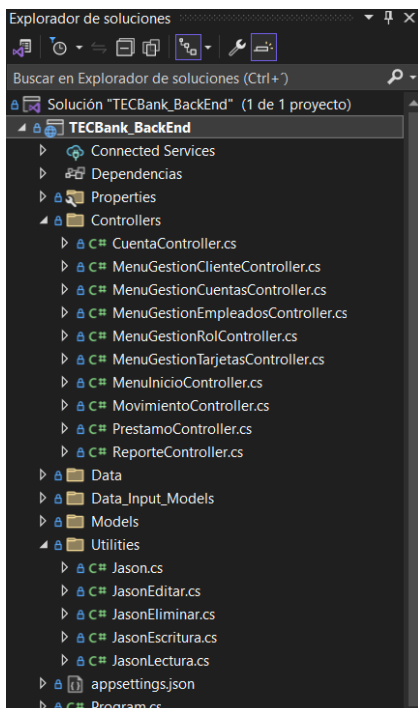 Explorador de soluciones
Buscar en Explorador de soluciones (Ctrl+´)
Solución "TECBank_BackEnd" (1 de 1 proyecto)
TECBank_BackEnd
Connected Services
Dependencias
Properties
Controllers
C# CuentaController.cs
C# MenuGestionClienteController.cs
C# MenuGestionCuentasController.cs
C# MenuGestionEmpleadosController.cs
C# MenuGestionRolController.cs
C# MenuGestionTarjetasController.cs
C# MenuInicioController.cs
C# MovimientoController.cs
C# PrestamoController.cs
C# ReporteController.cs
Data
Data_Input_Models
Models
Utilities
C# Jason.cs
C# JasonEditar.cs
C# JasonEliminar.cs
C# JasonEscritura.cs
C# JasonLectura.cs
appsettings.json
C# Program.cs